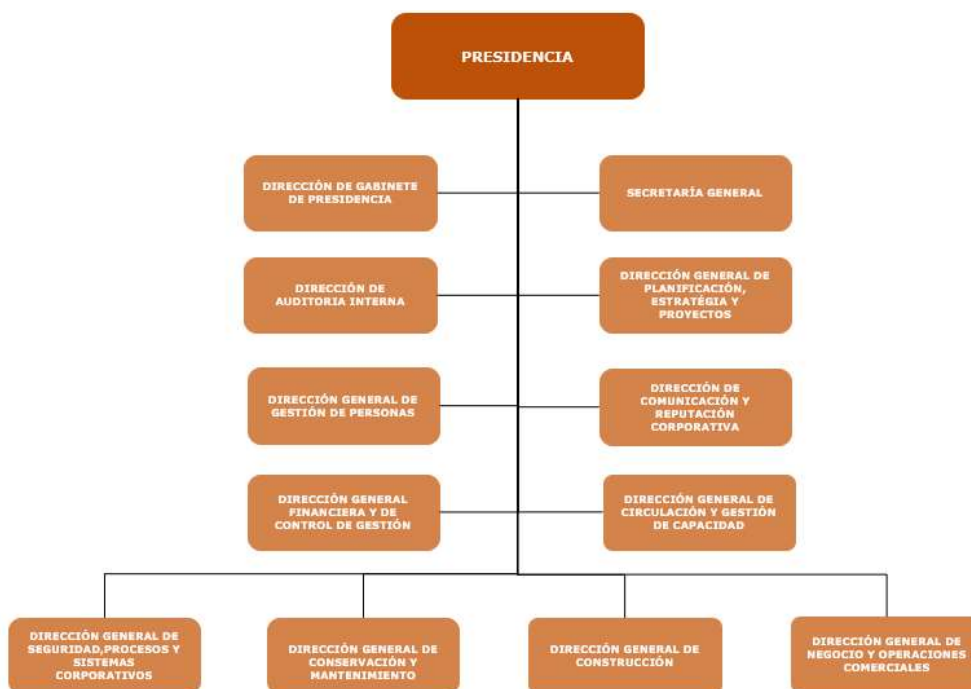 PRESIDENCIA
DIRECCIÓN DE GABINETE
DE PRESIDENCIA
SECRETARÍA GENERAL
DIRECCIÓN DE
AUDITORIA INTERNA
DIRECCIÓN GENERAL DE
PLANIFICACIÓN,
ESTRATÉGIA Y
PROYECTOS
DIRECCIÓN GENERAL DE
GESTIÓN DE PERSONAS
DIRECCIÓN DE
COMUNICACIÓN Y
REPUTACIÓN
CORPORATIVA
DIRECCIÓN GENERAL
FINANCIERA Y DE
CONTROL DE GESTIÓN
DIRECCIÓN GENERAL DE
CIRCULACIÓN Y GESTIÓN
DE CAPACIDAD
DIRECCIÓN GENERAL DE
SEGURIDAD,PROCESOS Y
SISTEMAS
CORPORATIVOS
DIRECCIÓN GENERAL DE
CONSERVACIÓN Y
MANTENIMIENTO
DIRECCIÓN GENERAL DE
CONSTRUCCIÓN
DIRECCIÓN GENERAL DE
NEGOCIO Y OPERACIONES
COMERCIALES